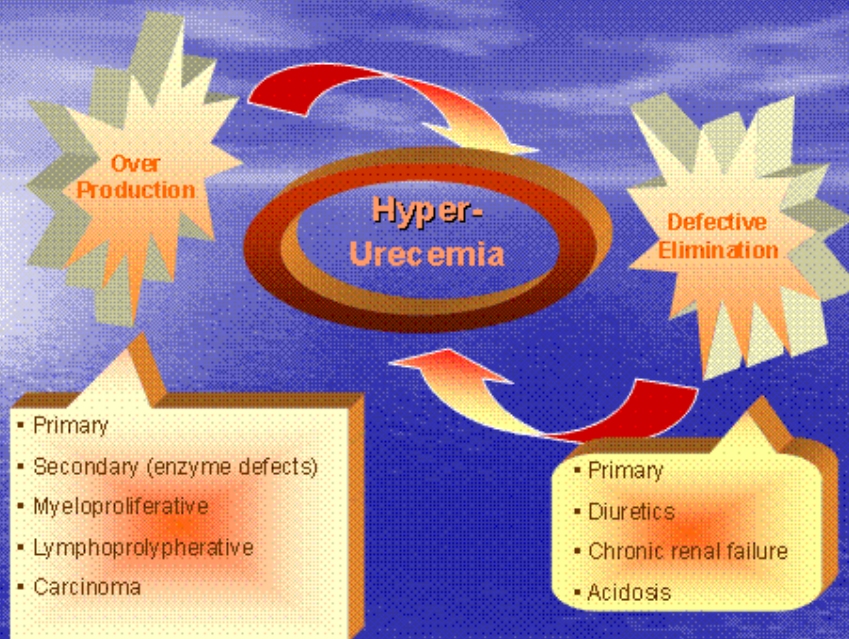 Over
Production
Hyper-
Urecemia
Defective
Elimination
▪ Primary
▪ Secondary (enzyme defects)
▪ Myeloproliferative
▪ Lymphoprolypherative
▪ Carcinoma
▪ Primary
▪ Diuretics
▪ Chronic renal failure
▪ Acidosis